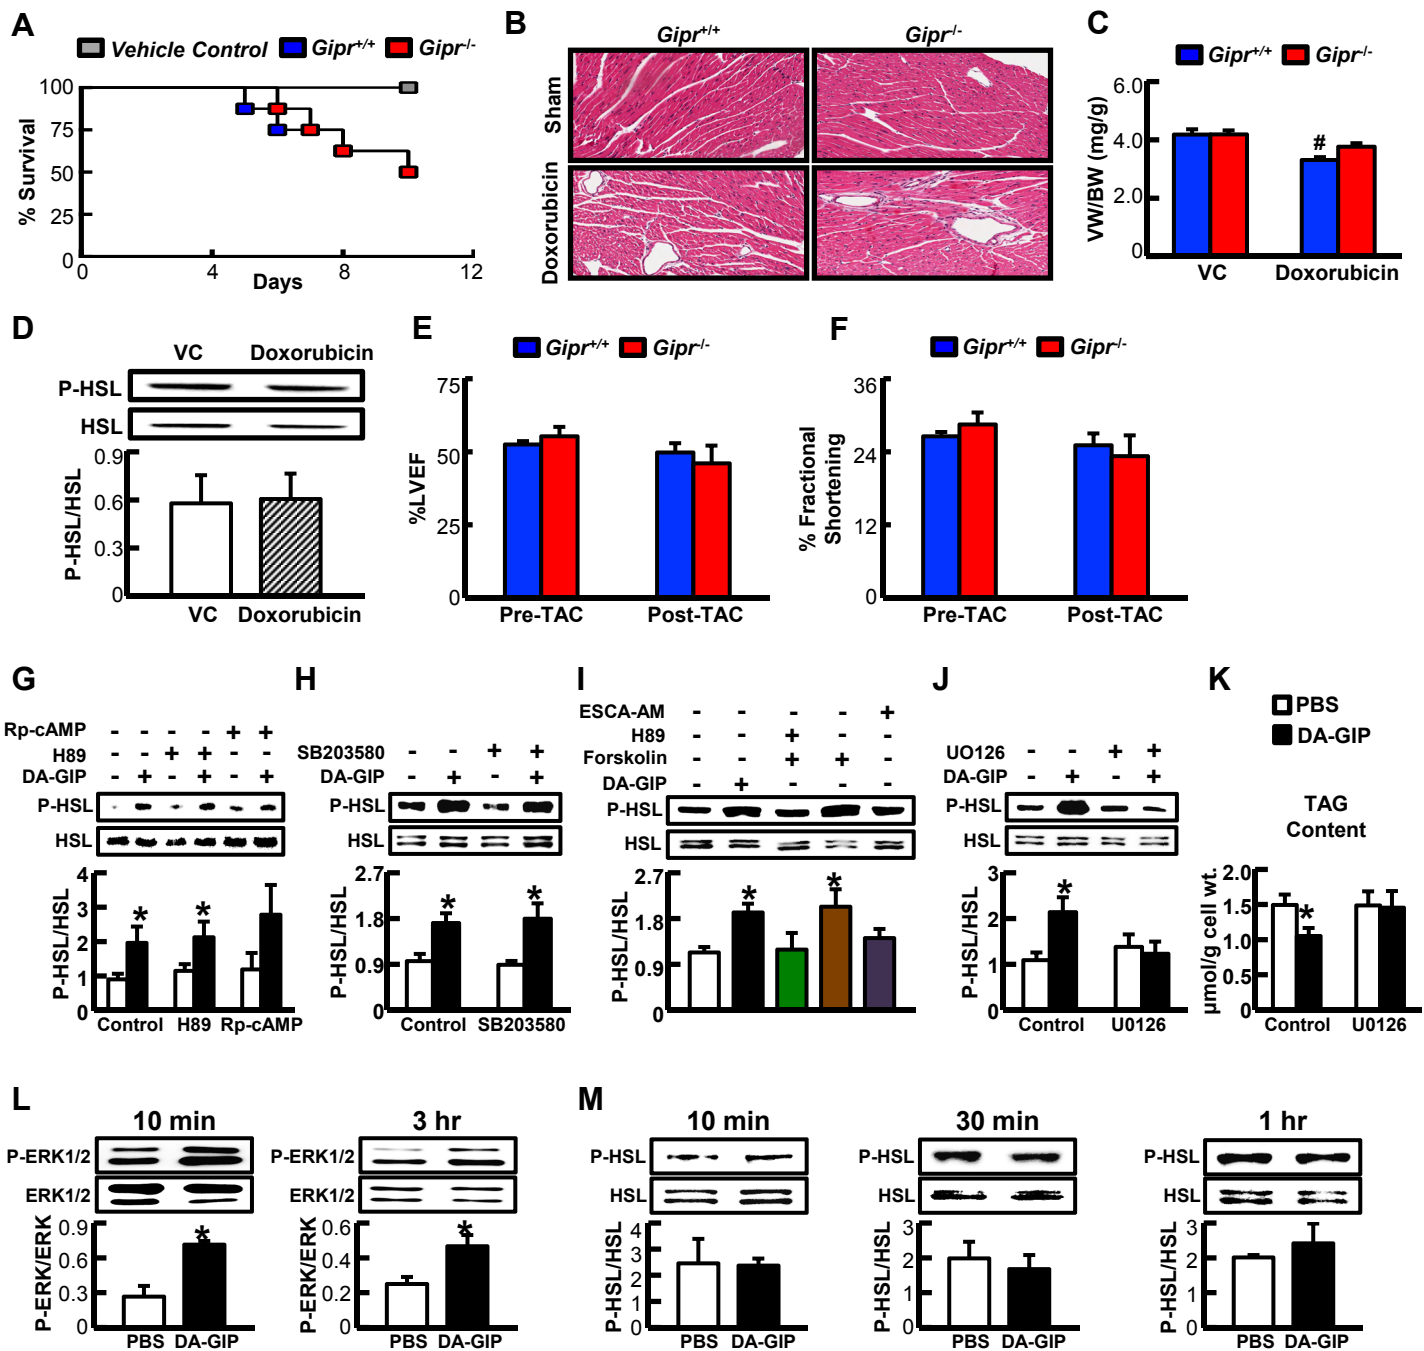 A
Vehicle Control Gipr+/+ Gipr-/-
% Survival
100
75
50
25
0
0 4 8 12
Days
B
Gipr+/+ Gipr-/-
Sham
Doxorubicin
C
Gipr+/+ Gipr-/-
VW/BW (mg/g)
6.0
4.0
2.0
0
#
VC Doxorubicin
D
VC Doxorubicin
P-HSL
HSL
P-HSL/HSL
0.9
0.6
0.3
0
VC Doxorubicin
E
Gipr+/+ Gipr-/-
%LVEF
75
50
25
0
Pre-TAC Post-TAC
F
Gipr+/+ Gipr-/-
% Fractional
Shortening
36
24
12
0
Pre-TAC Post-TAC
G
Rp-cAMP - - - - + +
H89 - - + + - -
DA-GIP - + - + - +
P-HSL
HSL
P-HSL/HSL
4
3
2
1
0
* *
Control H89 Rp-cAMP
H
SB203580 - - + +
DA-GIP - + - +
P-HSL
HSL
P-HSL/HSL
2.7
1.8
0.9
0
* *
Control SB203580
I
ESCA-AM - - - - +
H89 - - + - -
Forskolin - - + + -
DA-GIP - + - - -
P-HSL
HSL
P-HSL/HSL
2.7
1.8
0.9
0
* *
J
UO126 - - + +
DA-GIP - + - +
P-HSL
HSL
P-HSL/HSL
3
2
1
0
*
Control U0126
K
PBS
DA-GIP
TAG
Content
µmol/g cell wt.
2.0
1.5
1.0
0.5
0
*
Control U0126
L
10 min
P-ERK1/2
ERK1/2
P-ERK/ERK
0.9
0.6
0.3
0
*
PBS DA-GIP
3 hr
P-ERK1/2
ERK1/2
P-ERK/ERK
0.6
0.4
0.2
0
*
PBS DA-GIP
M
10 min
P-HSL
HSL
P-HSL/HSL
4
3
2
1
0
PBS DA-GIP
30 min
P-HSL
HSL
P-HSL/HSL
3
2
1
0
PBS DA-GIP
1 hr
P-HSL
HSL
P-HSL/HSL
3
2
1
0
PBS DA-GIP